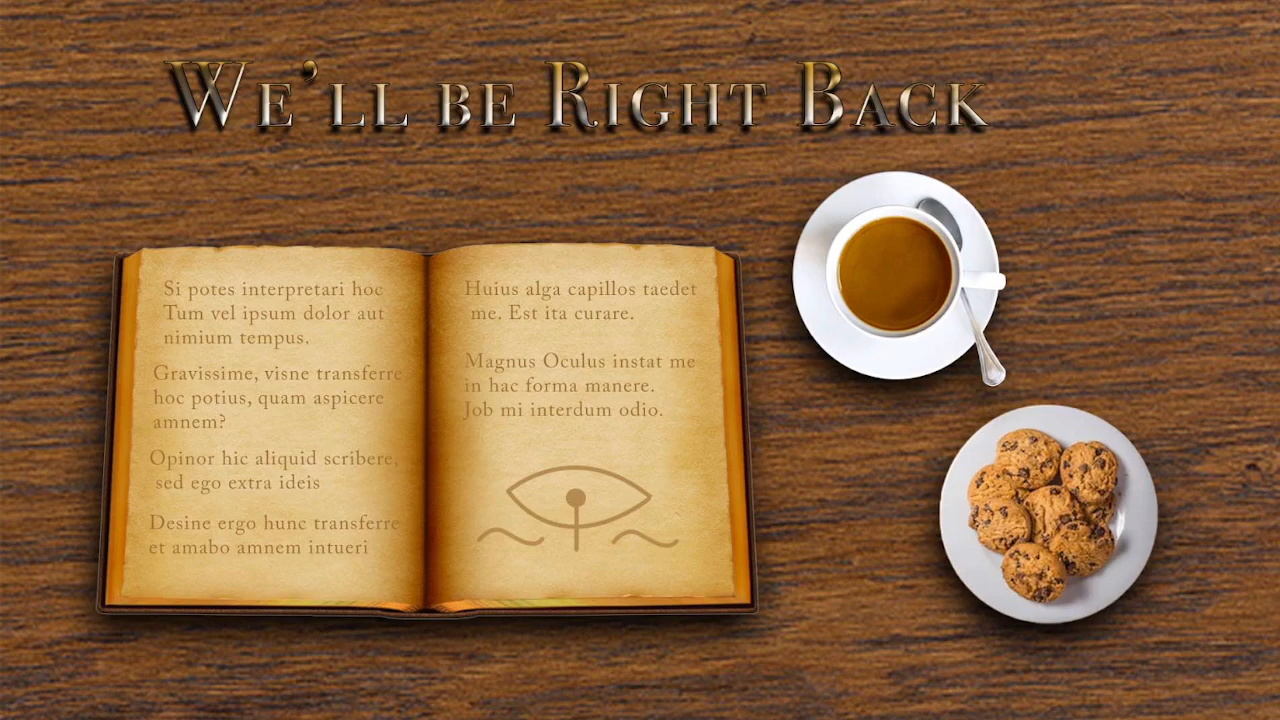 We'll be Right Back
Si potes interpretari hoc
Tum vel ipsum dolor aut
nimium tempus.
Gravissime, visne transferre
hoc potius, quam aspicere
amnem?
Opinor hic aliquid scribere,
sed ego extra ideis
Desine ergo hunc transferre
et amabo amnem intueri
Huius alga capillos taedet
me. Est ita curare.
Magnus Oculus instat me
in hac forma manere.
Job mi interdum odio.